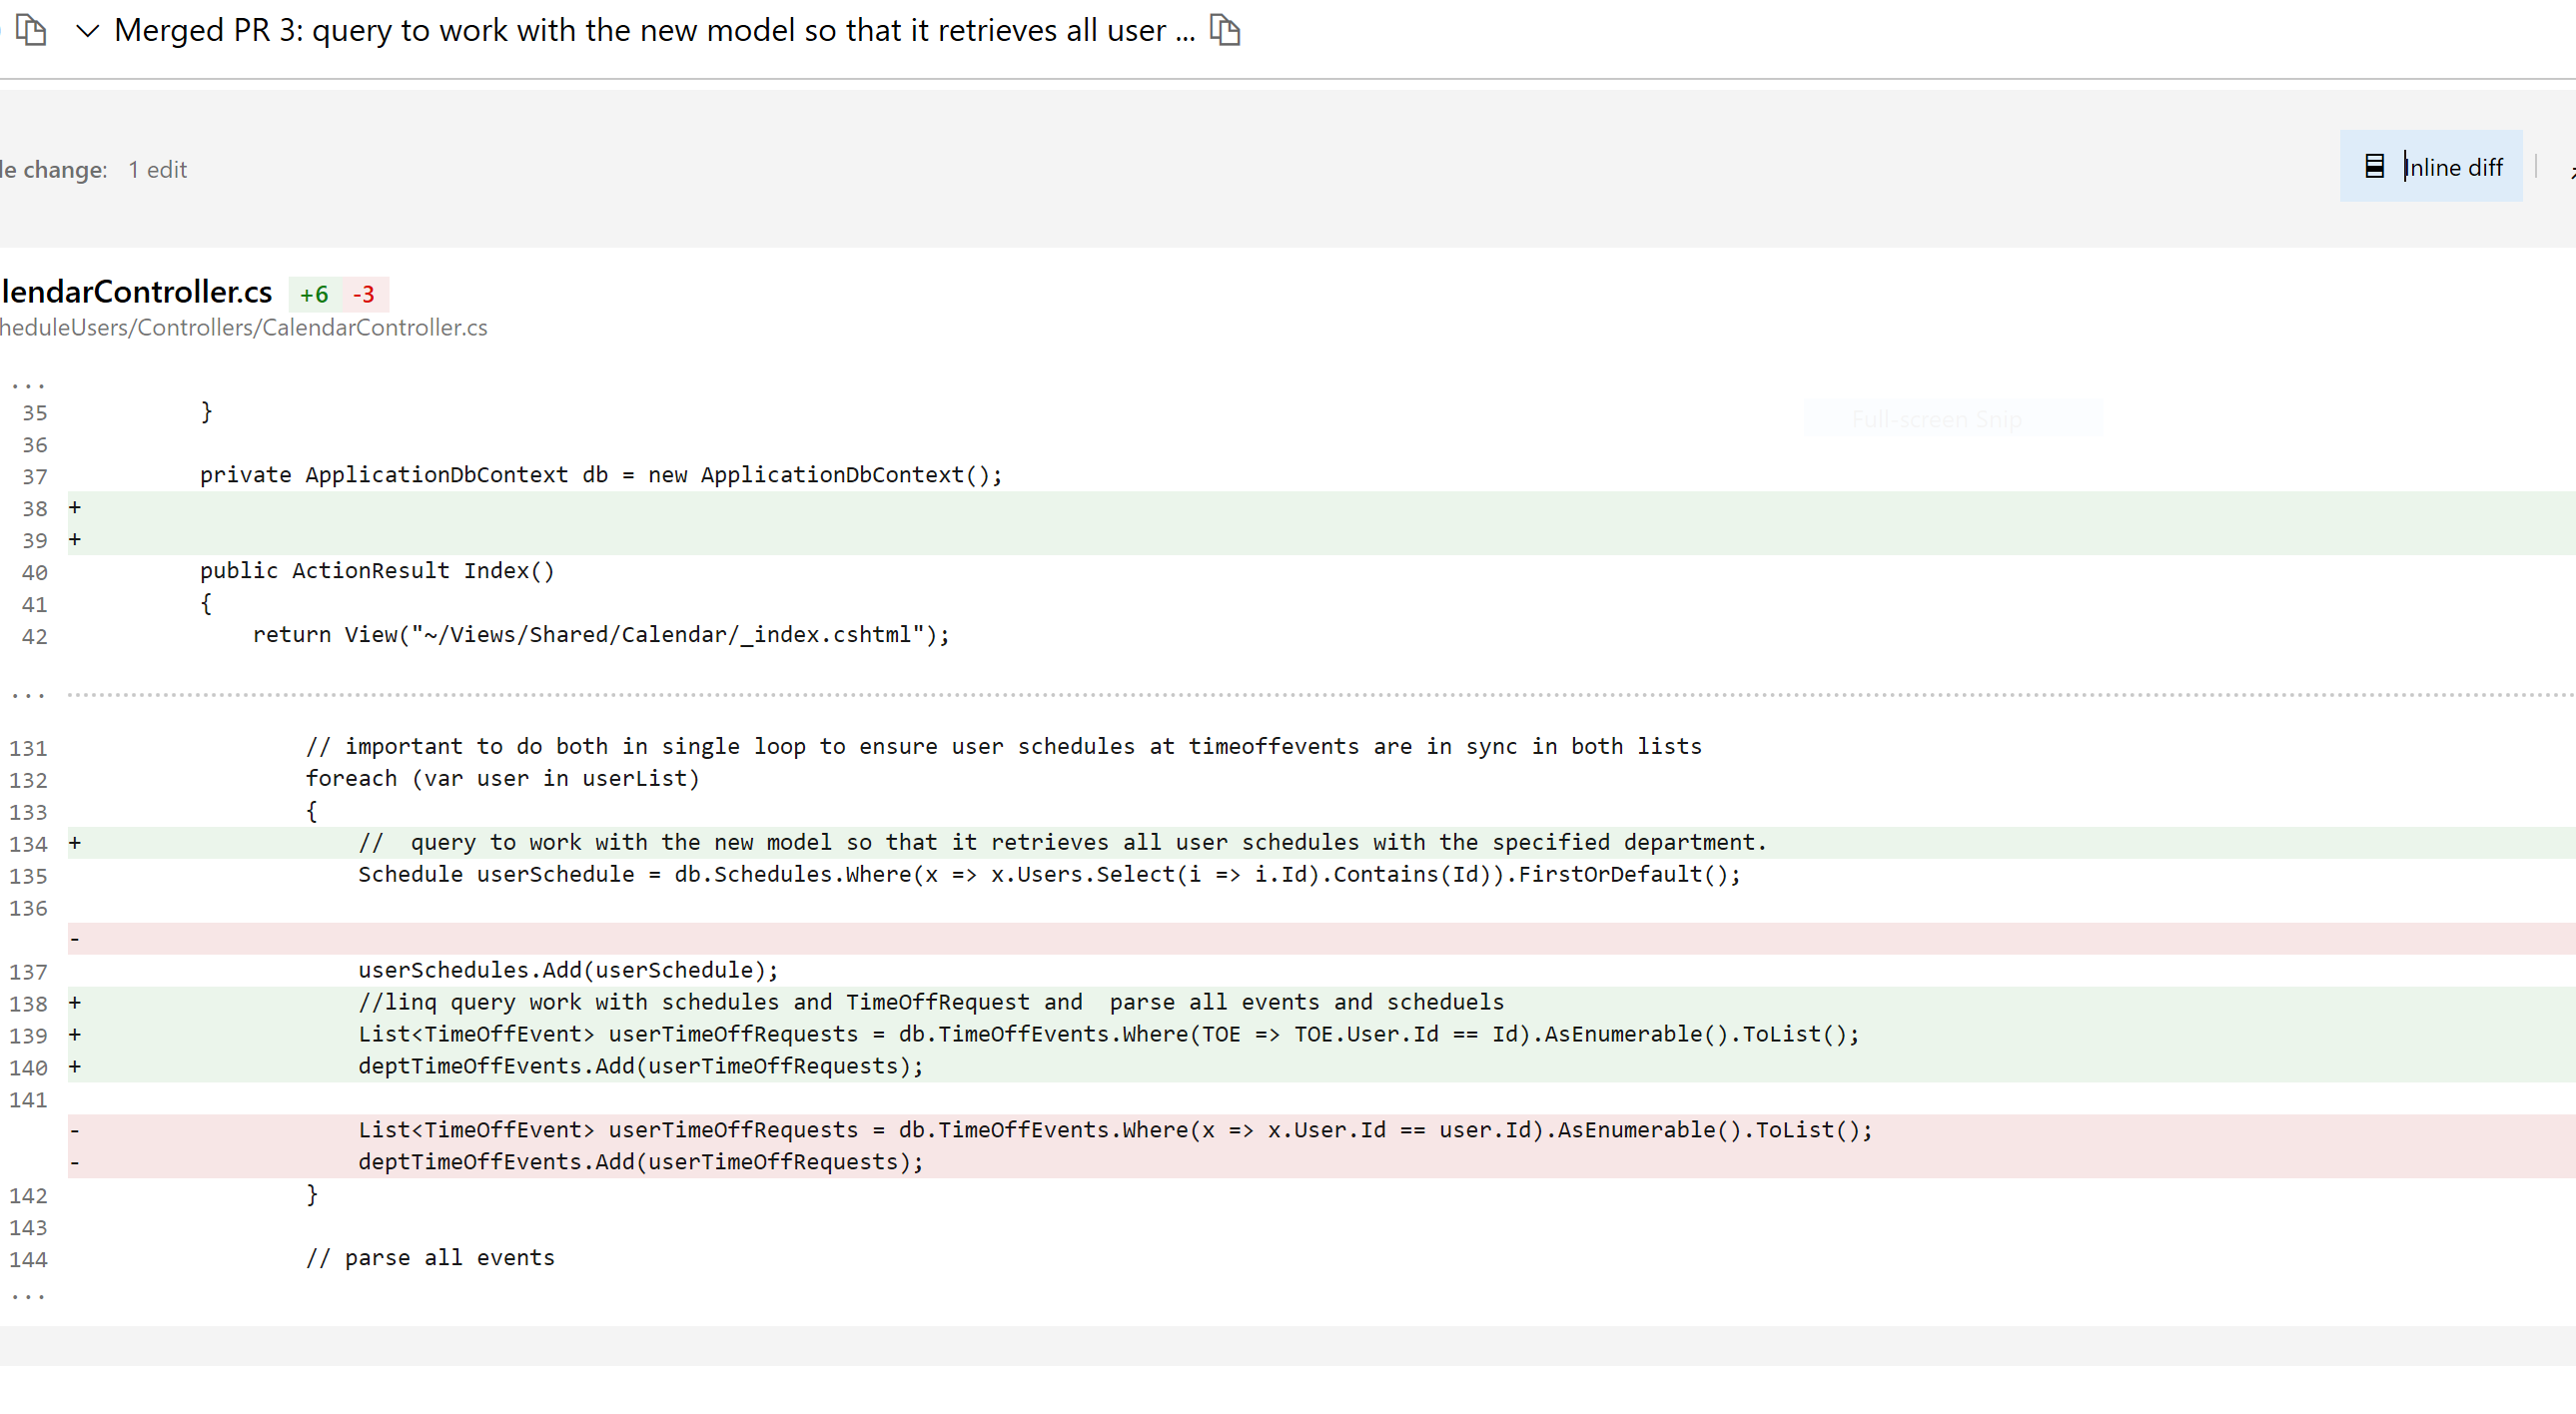 Merged PR 3: query to work with the new model so that it retrieves all user ...
le change: 1 edit
Inline diff
lendarController.cs +6 -3
heduleUsers/Controllers/CalendarController.cs
...
35 }
Full-screen Snip
36
37 private ApplicationDbContext db = new ApplicationDbContext();
38 +
39 +
40 public ActionResult Index()
41 {
42 return View("~/Views/Shared/Calendar/_index.cshtml");
...
131 // important to do both in single loop to ensure user schedules at timeoffevents are in sync in both lists
132 foreach (var user in userList)
133 {
134 + //  query to work with the new model so that it retrieves all user schedules with the specified department.
135 Schedule userSchedule = db.Schedules.Where(x => x.Users.Select(i => i.Id).Contains(Id)).FirstOrDefault();
136
-
137 userSchedules.Add(userSchedule);
138 + //linq query work with schedules and TimeOffRequest and  parse all events and scheduels
139 + List<TimeOffEvent> userTimeOffRequests = db.TimeOffEvents.Where(TOE => TOE.User.Id == Id).AsEnumerable().ToList();
140 + deptTimeOffEvents.Add(userTimeOffRequests);
141
- List<TimeOffEvent> userTimeOffRequests = db.TimeOffEvents.Where(x => x.User.Id == user.Id).AsEnumerable().ToList();
- deptTimeOffEvents.Add(userTimeOffRequests);
142 }
143
144 // parse all events
...